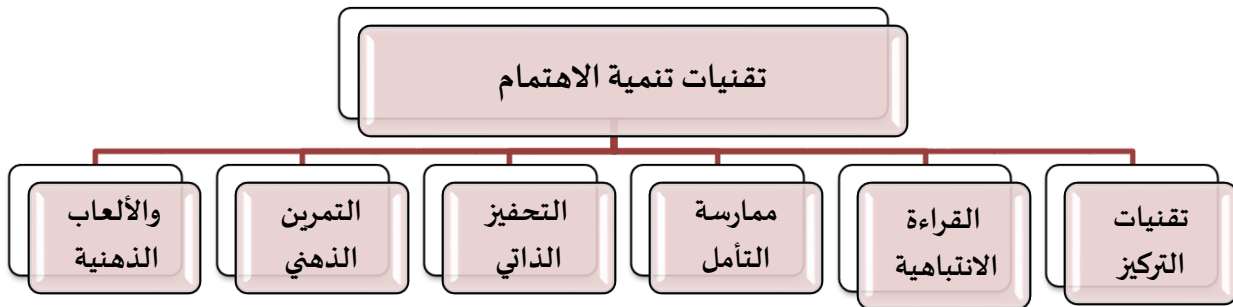 تقنيات تنمية الاهتمام
تقنيات
التركيز
القراءة
الانتباهية
ممارسة
التأمل
التحفيز
الذاتي
التمرين
الذهني
والألعاب
الذهنية